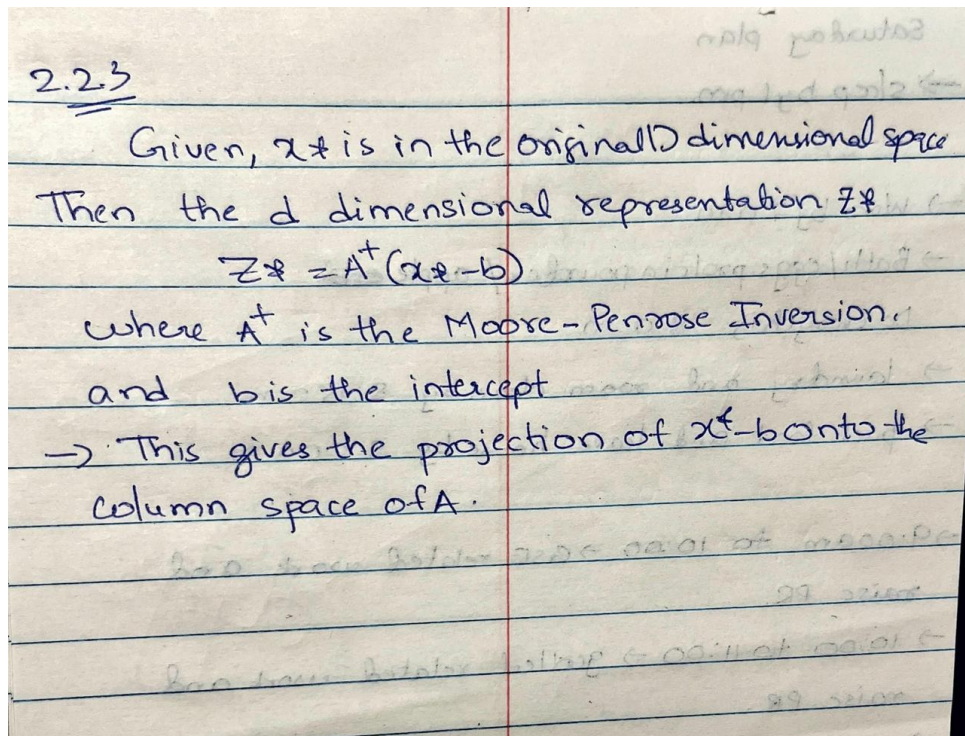 2.2.3
Given, x* is in the original D dimensional space
Then the d dimensional representation z*
z* = A⁺(x*-b)
where A⁺ is the Moore-Penrose Inversion.
and b is the intercept
→ This gives the projection of x*-b onto the
column space of A.